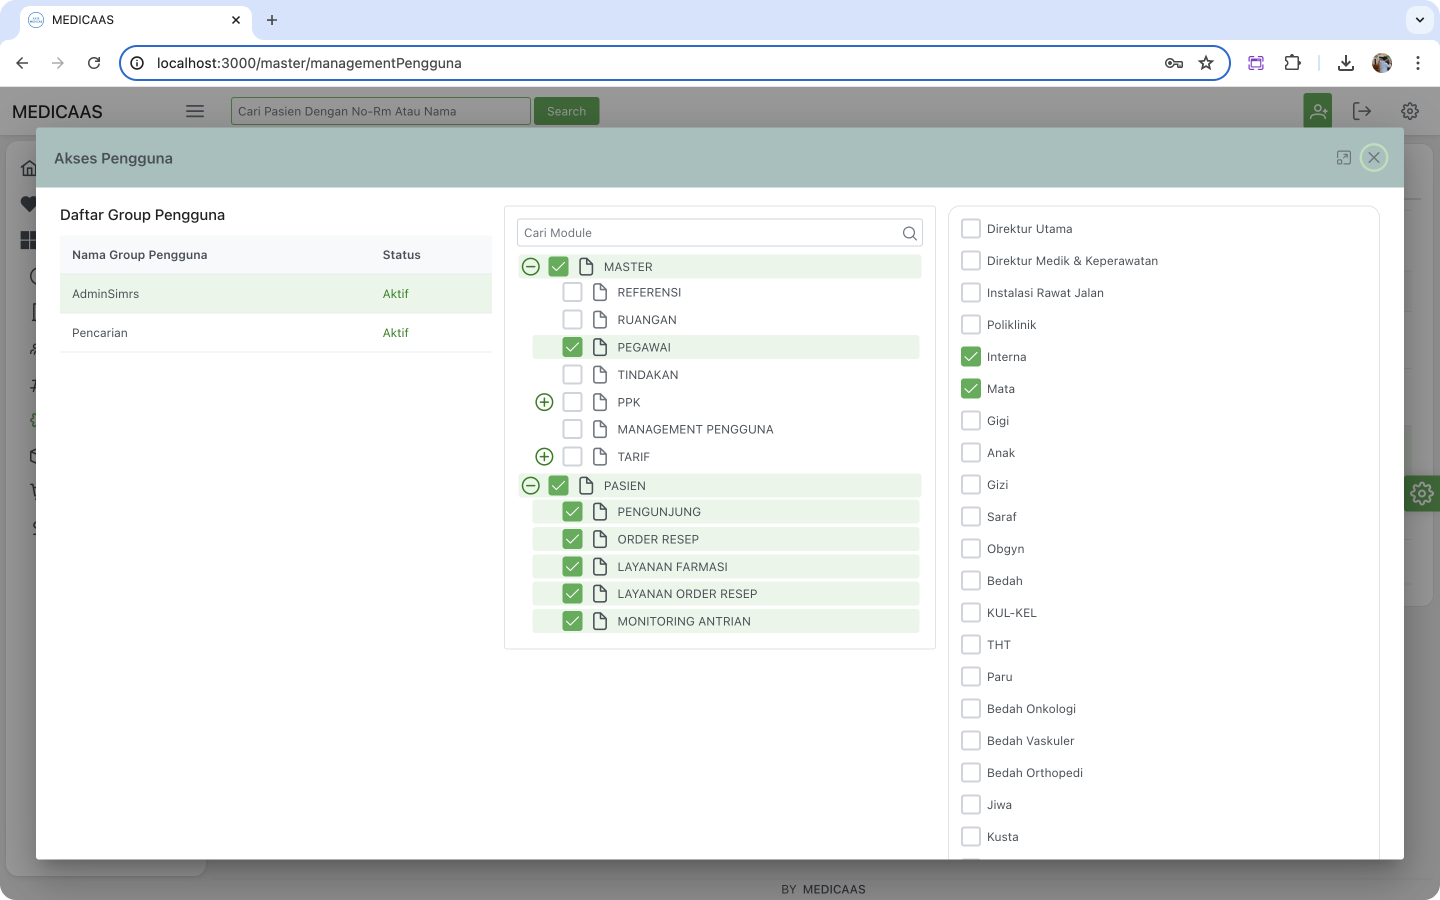 MEDICAAS
localhost:3000/master/managementPengguna
MEDICAAS
Cari Pasien Dengan No-Rm Atau Nama
Search
Akses Pengguna
Daftar Group Pengguna
Nama Group Pengguna Status
AdminSimrs Aktif
Pencarian Aktif
Cari Module
MASTER
REFERENSI
RUANGAN
PEGAWAI
TINDAKAN
PPK
MANAGEMENT PENGGUNA
TARIF
PASIEN
PENGUNJUNG
ORDER RESEP
LAYANAN FARMASI
LAYANAN ORDER RESEP
MONITORING ANTRIAN
Direktur Utama
Direktur Medik & Keperawatan
Instalasi Rawat Jalan
Poliklinik
Interna
Mata
Gigi
Anak
Gizi
Saraf
Obgyn
Bedah
KUL-KEL
THT
Paru
Bedah Onkologi
Bedah Vaskuler
Bedah Orthopedi
Jiwa
Kusta
BY MEDICAAS